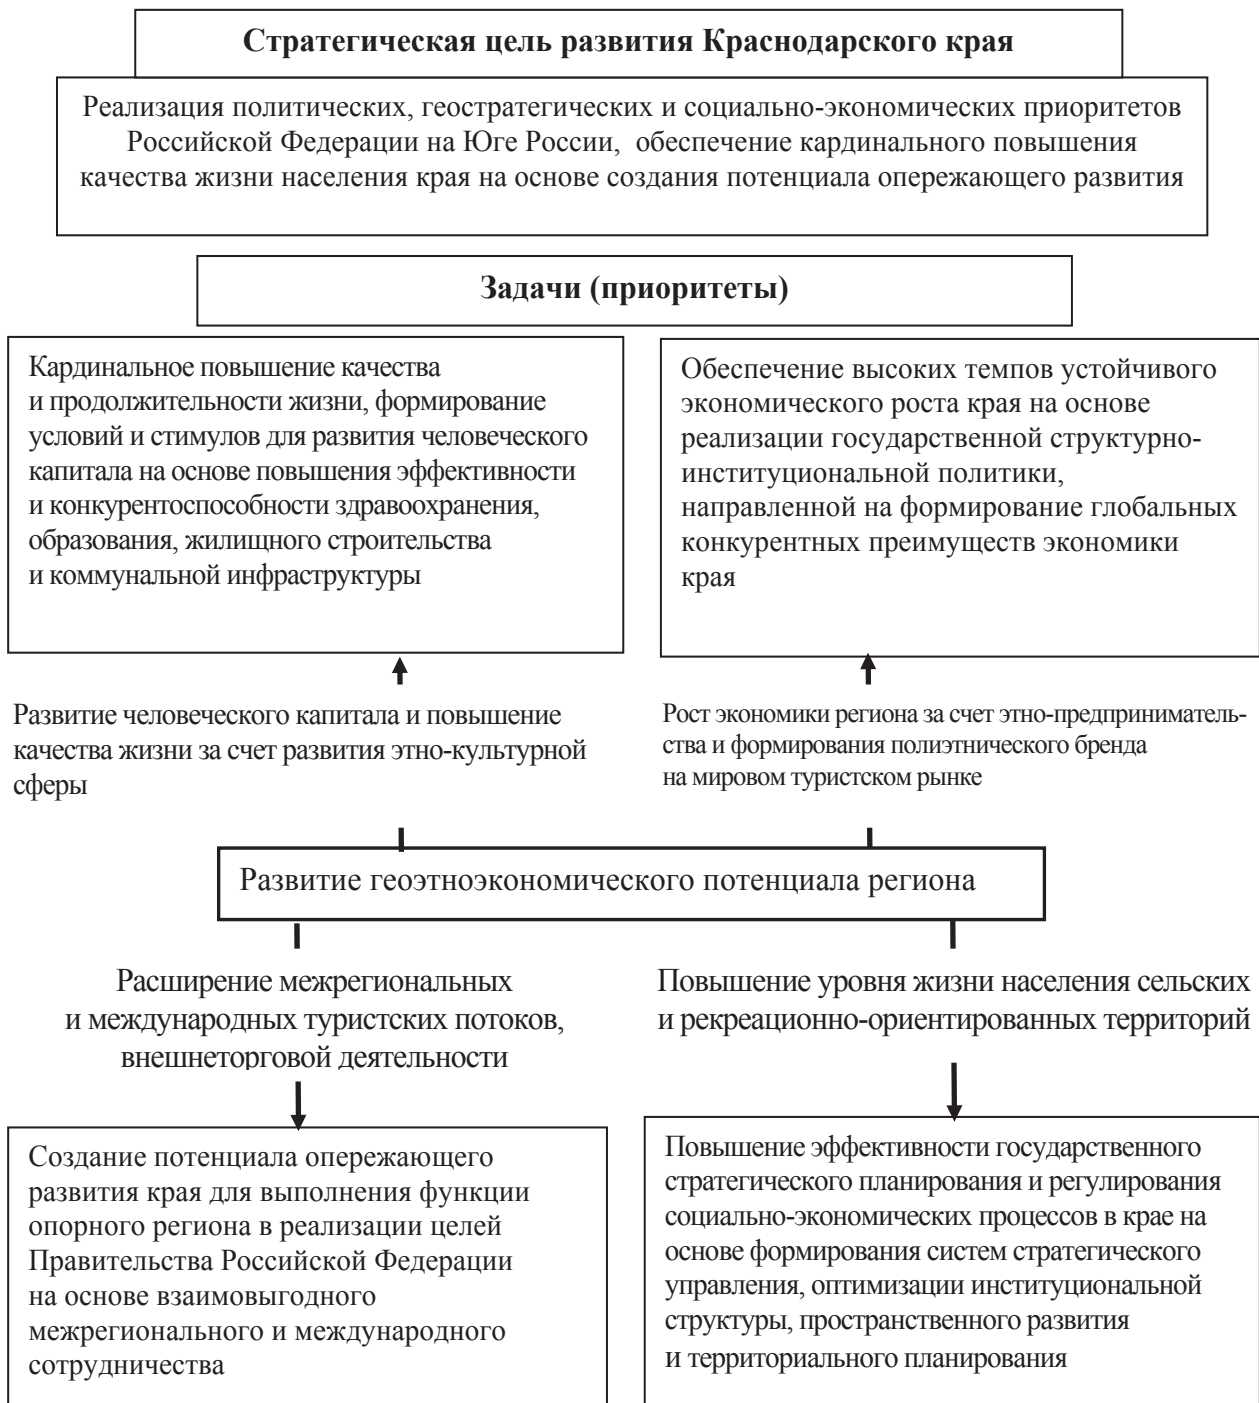 Стратегическая цель развития Краснодарского края
Реализация политических, геостратегических и социально-экономических приоритетов
Российской Федерации на Юге России, обеспечение кардинального повышения
качества жизни населения края на основе создания потенциала опережающего развития
Задачи (приоритеты)
Кардинальное повышение качества
и продолжительности жизни, формирование
условий и стимулов для развития человеческого
капитала на основе повышения эффективности
и конкурентоспособности здравоохранения,
образования, жилищного строительства
и коммунальной инфраструктуры
Обеспечение высоких темпов устойчивого
экономического роста края на основе
реализации государственной структурно-
институциональной политики,
направленной на формирование глобальных
конкурентных преимуществ экономики
края
Развитие человеческого капитала и повышение
качества жизни за счет развития этно-культурной
сферы
Рост экономики региона за счет этно-предприниматель-
ства и формирования полиэтнического бренда
на мировом туристском рынке
Развитие геоэтноэкономического потенциала региона
Расширение межрегиональных
и международных туристских потоков,
внешнеторговой деятельности
Повышение уровня жизни населения сельских
и рекреационно-ориентированных территорий
Создание потенциала опережающего
развития края для выполнения функции
опорного региона в реализации целей
Правительства Российской Федерации
на основе взаимовыгодного
межрегионального и международного
сотрудничества
Повышение эффективности государственного
стратегического планирования и регулирования
социально-экономических процессов в крае на
основе формирования систем стратегического
управления, оптимизации институциональной
структуры, пространственного развития
и территориального планирования